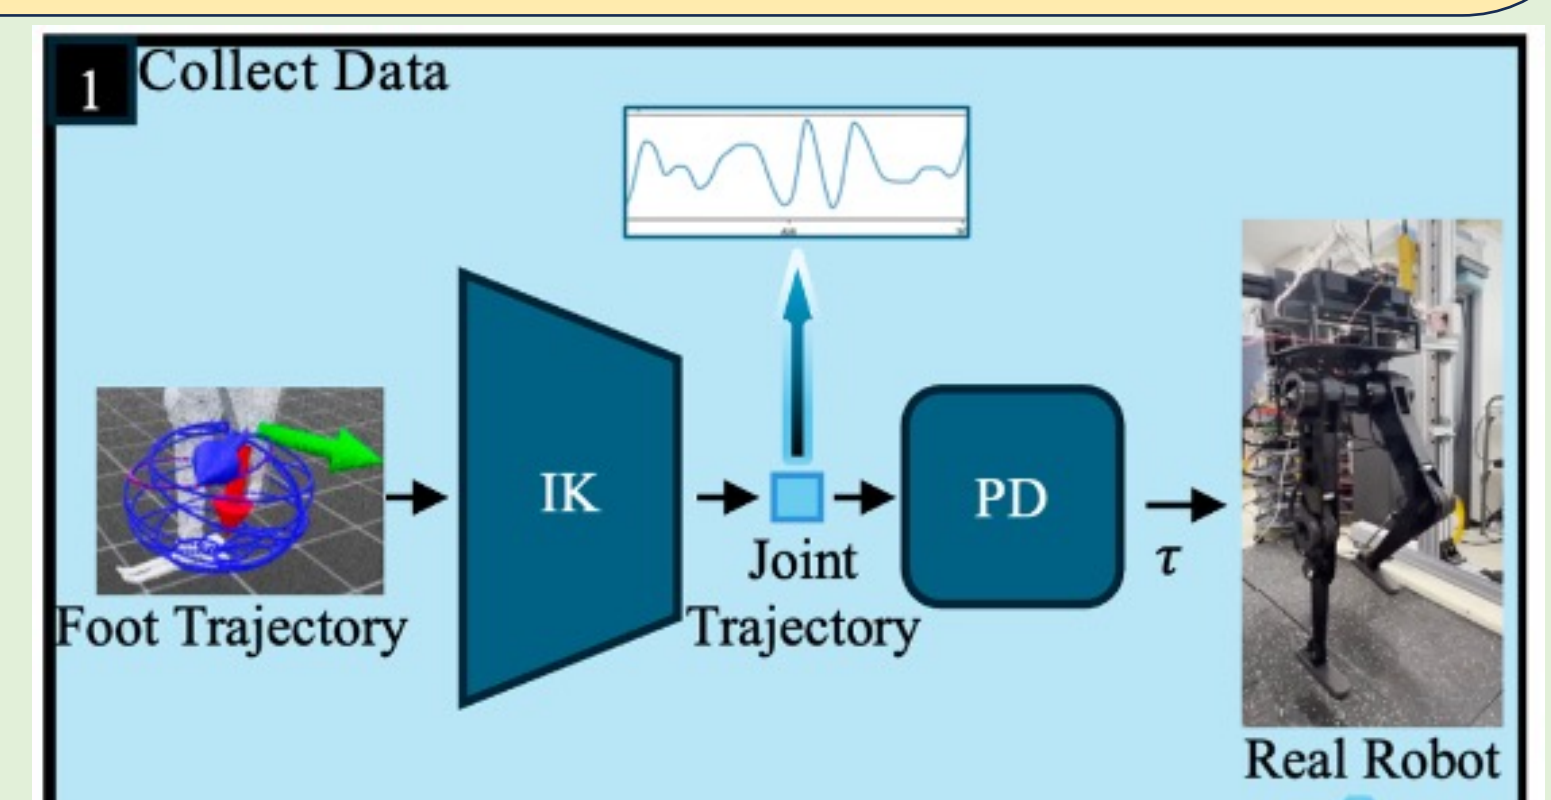 1
Collect Data
IK
PD
Joint
Trajectory
τ
Foot Trajectory
Real Robot